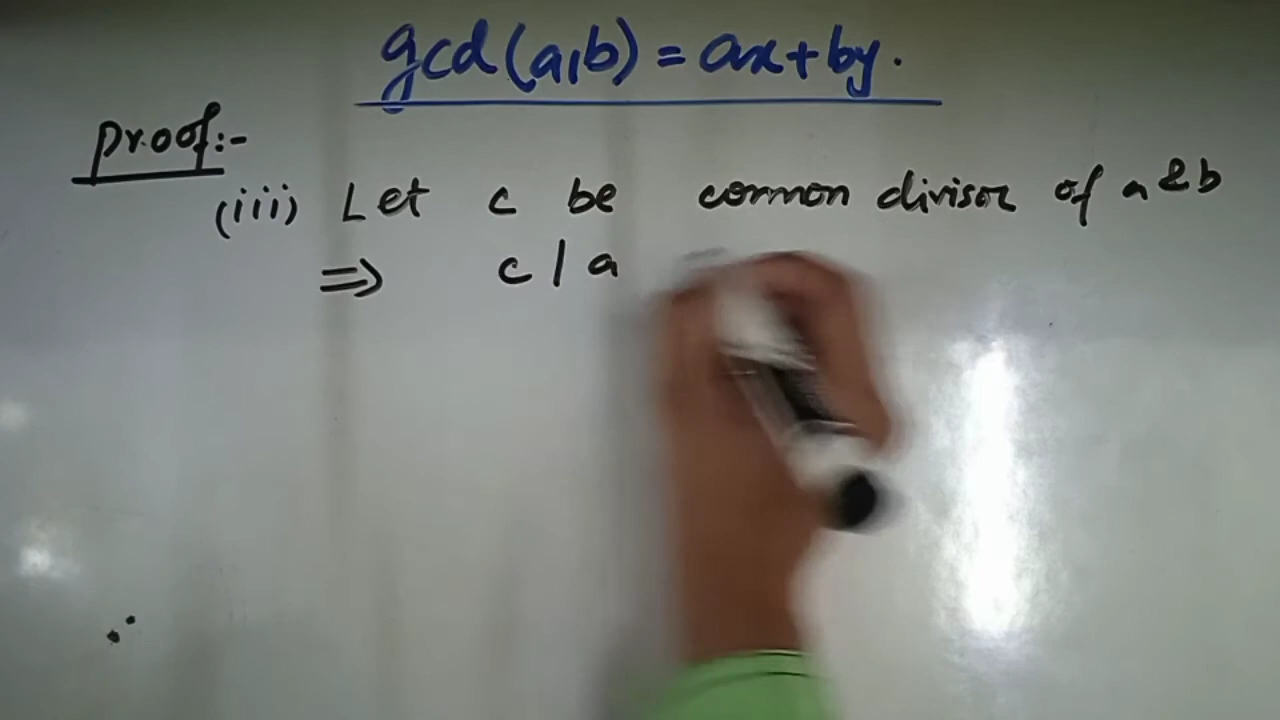 gcd(a,b) = ax+by.
Proof:-
(iii) Let c be common divisor of a & b
⇒ c | a